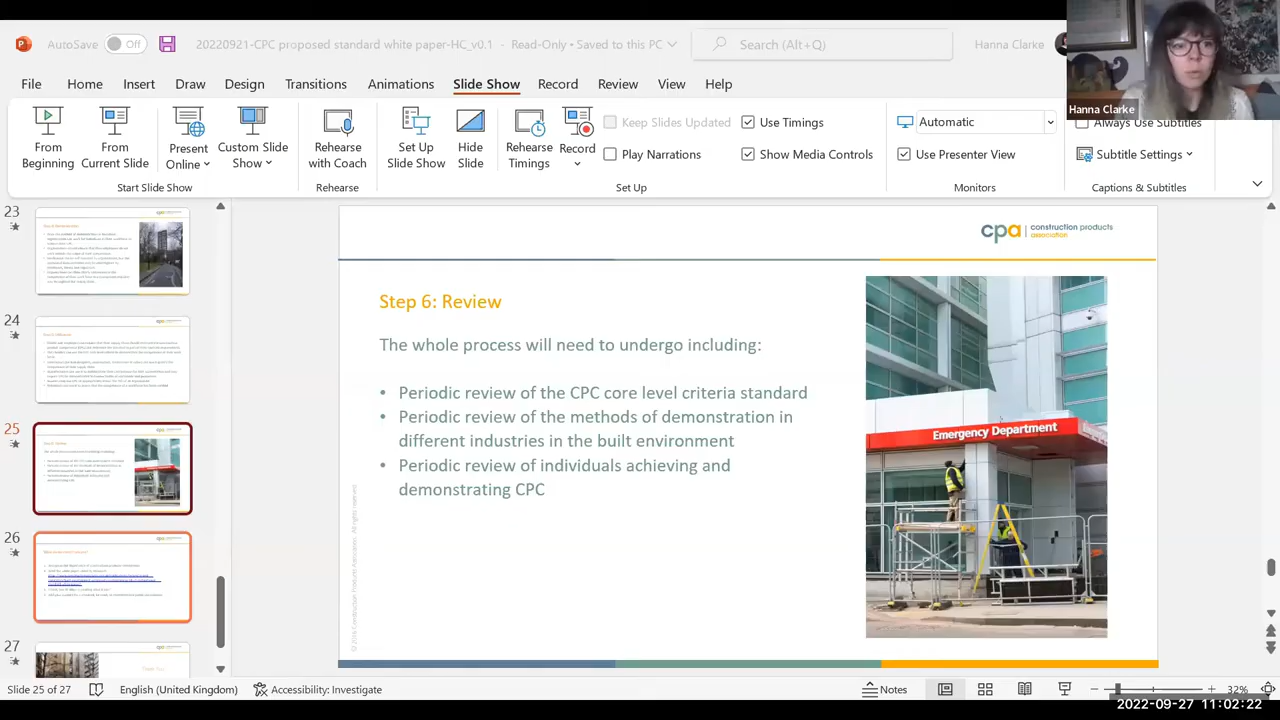 AutoSave Off 20220921-CPC proposed standard white paper-HC_v0.1 - Read-Only • Saved to this PC Search (Alt+Q) Hanna Clarke
File Home Insert Draw Design Transitions Animations Slide Show Record Review View Help
Hanna Clarke
From Beginning
From Current Slide
Present Online
Custom Slide Show
Rehearse with Coach
Set Up Slide Show
Hide Slide
Rehearse Timings
Record
Keep Slides Updated
Play Narrations
Use Timings
Show Media Controls
Automatic
Use Presenter View
Always Use Subtitles
Subtitle Settings
Start Slide Show Rehearse Set Up Monitors Captions & Subtitles
23
24
25
26
27
cpa construction products
association
Step 6: Review
The whole process will need to undergo including:
• Periodic review of the CPC core level criteria standard
• Periodic review of the methods of demonstration in
different industries in the built environment
• Periodic review of individuals achieving and
demonstrating CPC
Emergency Department
Slide 25 of 27 English (United Kingdom) Accessibility: Investigate Notes 32%
2022-09-27 11:02:22